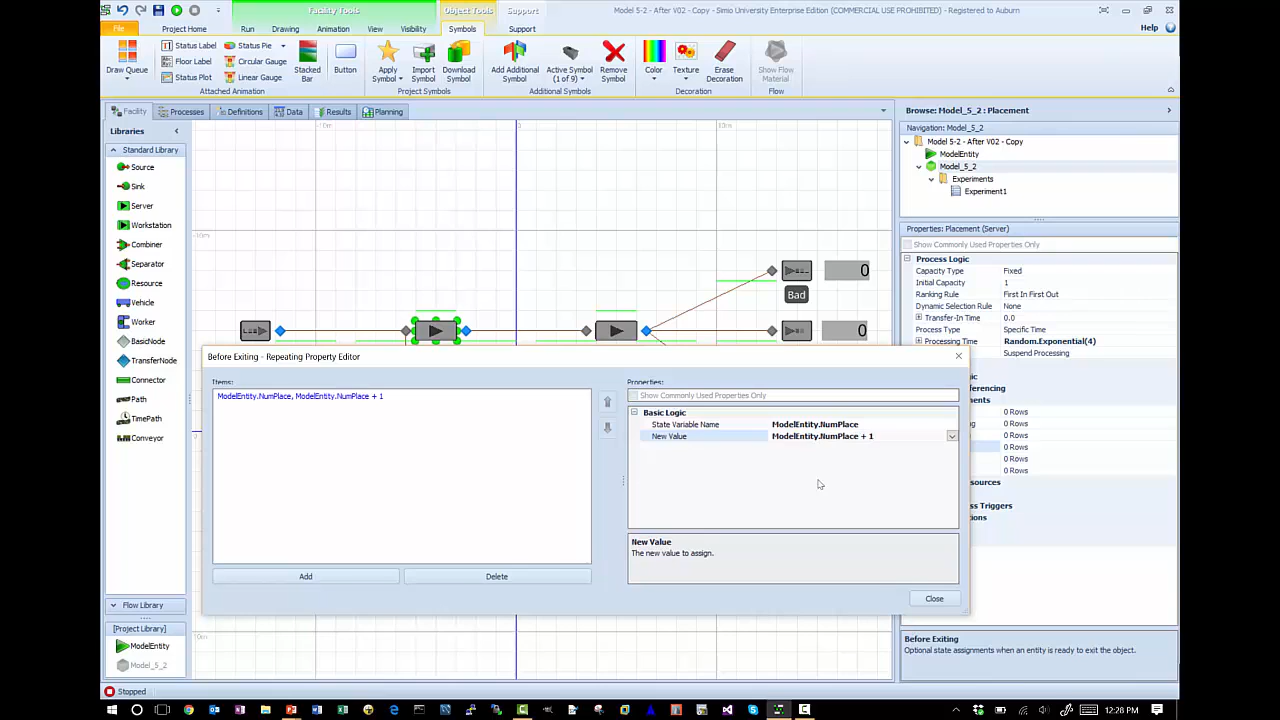 Facility Tools
Object Tools
Support
Model 5-2 - After V02 - Copy - Simio University Enterprise Edition (COMMERCIAL USE PROHIBITED) - Registered to Auburn
File
Project Home
Run
Drawing
Animation
View
Visibility
Symbols
Support
Help
Draw Queue
Status Label
Floor Label
Status Plot
Status Pie
Circular Gauge
Linear Gauge
Stacked Bar
Button
Apply Symbol
Import Symbol
Download Symbol
Add Additional Symbol
Active Symbol (1 of 9)
Remove Symbol
Color
Texture
Erase Decoration
Show Flow Material
Attached Animation
Project Symbols
Additional Symbols
Decoration
Flow
Facility
Processes
Definitions
Data
Results
Planning
Libraries
Standard Library
Source
Sink
Server
Workstation
Combiner
Separator
Resource
Vehicle
Worker
BasicNode
TransferNode
Connector
Path
TimePath
Conveyor
Flow Library
[Project Library]
ModelEntity
Model_5_2
0
Bad
0
0
Browse: Model_5_2 : Placement
Navigation: Model_5_2
Model 5-2 - After V02 - Copy
ModelEntity
Model_5_2
Experiments
Experiment1
Properties: Placement (Server)
Show Commonly Used Properties Only
Process Logic
Capacity Type Fixed
Initial Capacity 1
Ranking Rule First In First Out
Dynamic Selection Rule None
Transfer-In Time 0.0
Process Type Specific Time
Processing Time Random.Exponential(4)
Suspend Processing
0 Rows
0 Rows
0 Rows
0 Rows
0 Rows
0 Rows
Before Exiting
Optional state assignments when an entity is ready to exit the object.
Before Exiting - Repeating Property Editor
Items:
ModelEntity.NumPlace, ModelEntity.NumPlace + 1
Add
Delete
Properties:
Show Commonly Used Properties Only
Basic Logic
State Variable Name ModelEntity.NumPlace
New Value ModelEntity.NumPlace + 1
New Value
The new value to assign.
Close
Stopped
12:28 PM